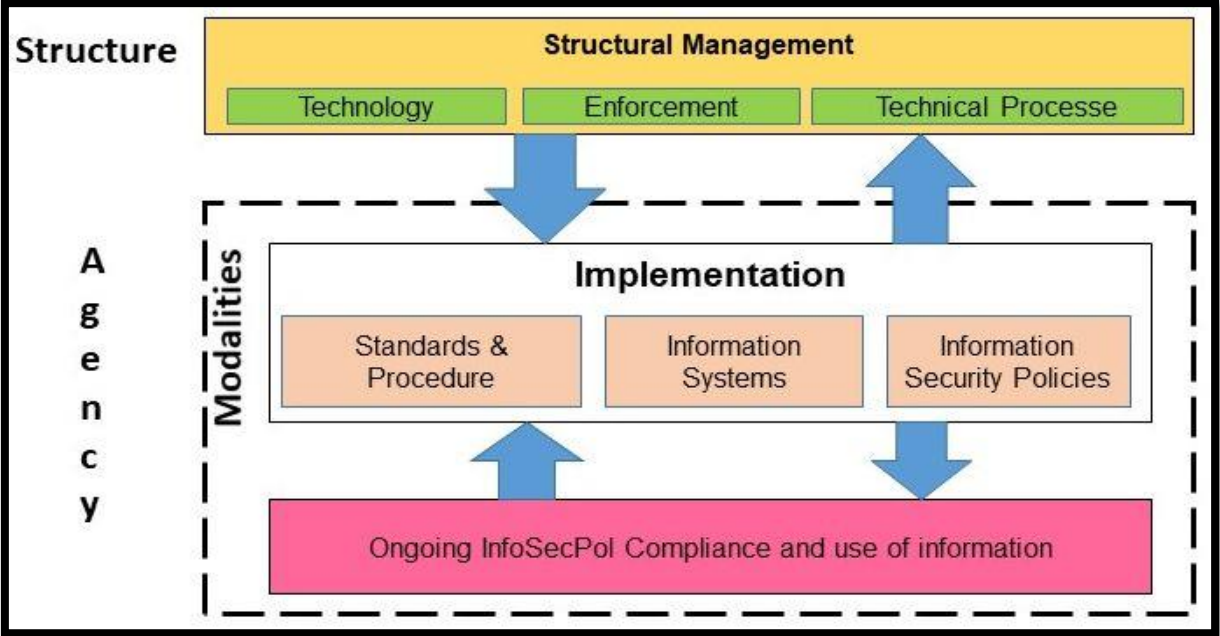 Structure
Structural Management
Technology
Enforcement
Technical Processe
Agency
Modalities
Implementation
Standards &
Procedure
Information
Systems
Information
Security Policies
Ongoing InfoSecPol Compliance and use of information